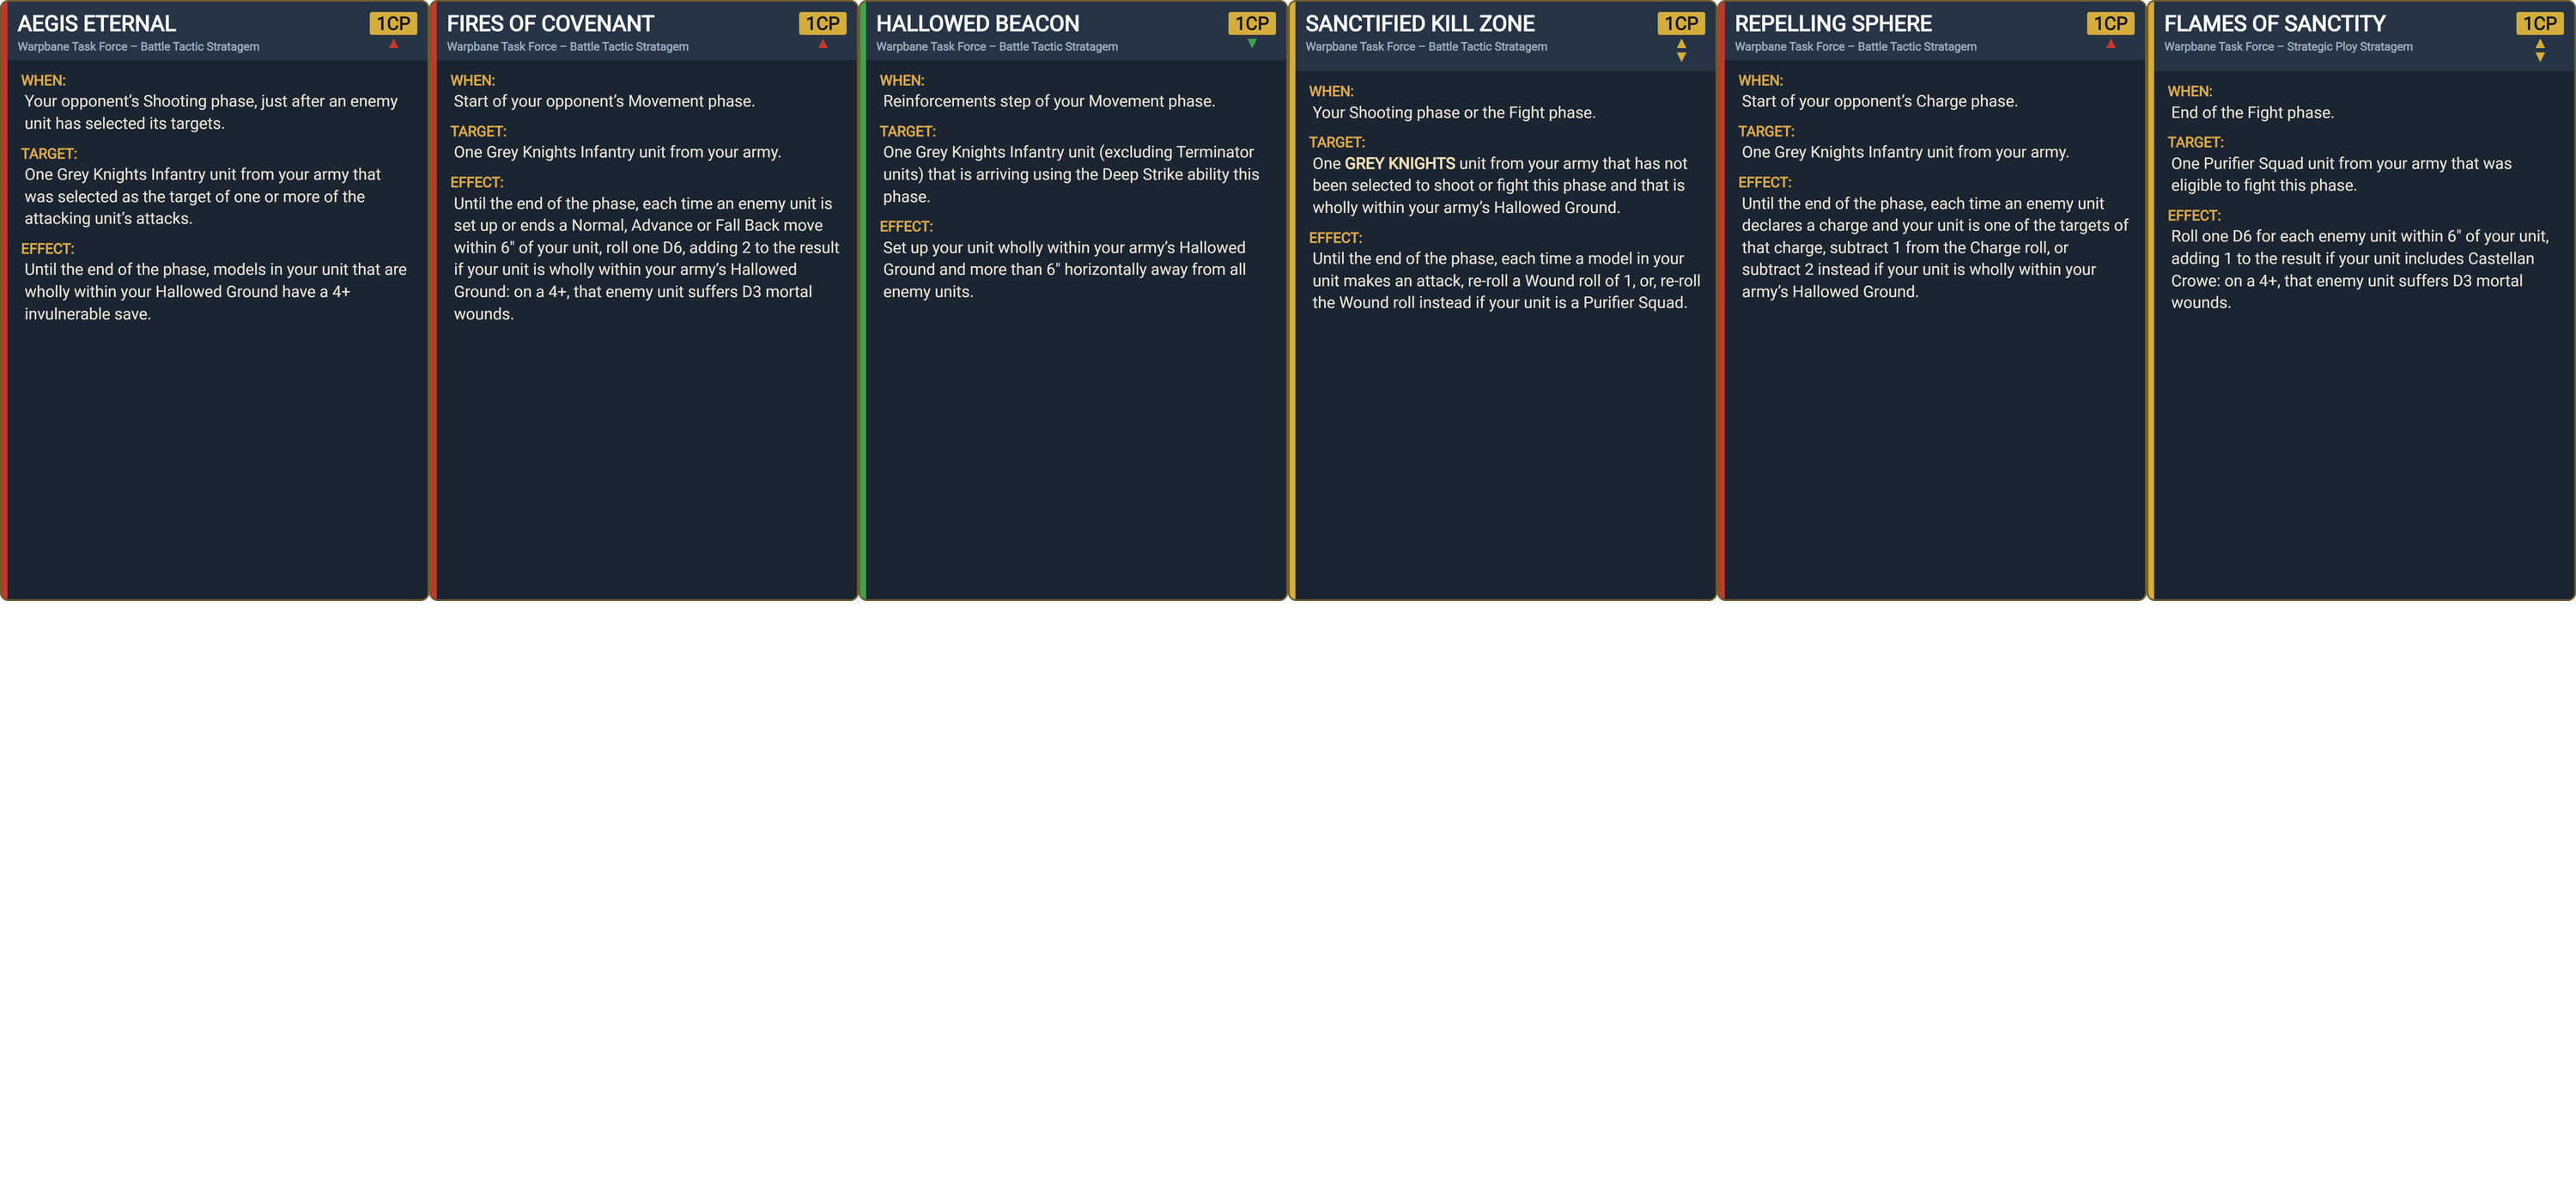 AEGIS ETERNAL
1CP
Warpbane Task Force – Battle Tactic Stratagem
WHEN:
Your opponent’s Shooting phase, just after an enemy
unit has selected its targets.
TARGET:
One Grey Knights Infantry unit from your army that
was selected as the target of one or more of the
attacking unit’s attacks.
EFFECT:
Until the end of the phase, models in your unit that are
wholly within your Hallowed Ground have a 4+
invulnerable save.
FIRES OF COVENANT
1CP
Warpbane Task Force – Battle Tactic Stratagem
WHEN:
Start of your opponent’s Movement phase.
TARGET:
One Grey Knights Infantry unit from your army.
EFFECT:
Until the end of the phase, each time an enemy unit is
set up or ends a Normal, Advance or Fall Back move
within 6" of your unit, roll one D6, adding 2 to the result
if your unit is wholly within your army’s Hallowed
Ground: on a 4+, that enemy unit suffers D3 mortal
wounds.
HALLOWED BEACON
1CP
Warpbane Task Force – Battle Tactic Stratagem
WHEN:
Reinforcements step of your Movement phase.
TARGET:
One Grey Knights Infantry unit (excluding Terminator
units) that is arriving using the Deep Strike ability this
phase.
EFFECT:
Set up your unit wholly within your army’s Hallowed
Ground and more than 6" horizontally away from all
enemy units.
SANCTIFIED KILL ZONE
1CP
Warpbane Task Force – Battle Tactic Stratagem
WHEN:
Your Shooting phase or the Fight phase.
TARGET:
One GREY KNIGHTS unit from your army that has not
been selected to shoot or fight this phase and that is
wholly within your army’s Hallowed Ground.
EFFECT:
Until the end of the phase, each time a model in your
unit makes an attack, re-roll a Wound roll of 1, or, re-roll
the Wound roll instead if your unit is a Purifier Squad.
REPELLING SPHERE
1CP
Warpbane Task Force – Battle Tactic Stratagem
WHEN:
Start of your opponent’s Charge phase.
TARGET:
One Grey Knights Infantry unit from your army.
EFFECT:
Until the end of the phase, each time an enemy unit
declares a charge and your unit is one of the targets of
that charge, subtract 1 from the Charge roll, or
subtract 2 instead if your unit is wholly within your
army’s Hallowed Ground.
FLAMES OF SANCTITY
1CP
Warpbane Task Force – Strategic Ploy Stratagem
WHEN:
End of the Fight phase.
TARGET:
One Purifier Squad unit from your army that was
eligible to fight this phase.
EFFECT:
Roll one D6 for each enemy unit within 6" of your unit,
adding 1 to the result if your unit includes Castellan
Crowe: on a 4+, that enemy unit suffers D3 mortal
wounds.